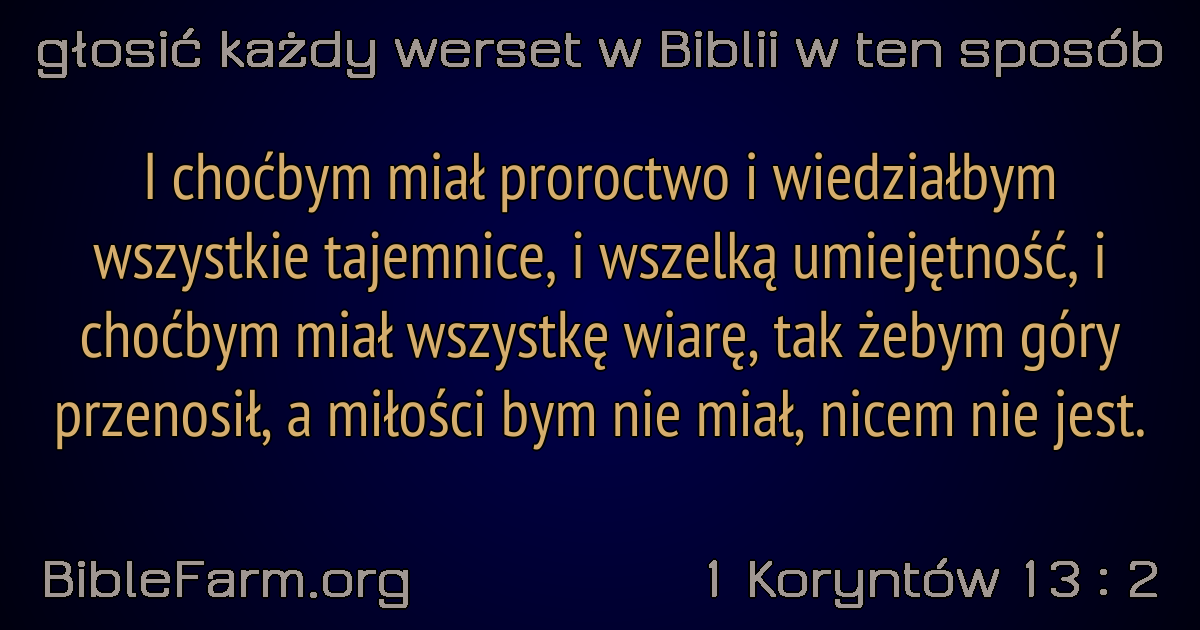 głosić każdy werset w Biblii w ten sposób
I choćbym miał proroctwo i wiedziałbym
wszystkie tajemnice, i wszelką umiejętność, i
choćbym miał wszystkę wiarę, tak żebym góry
przenosił, a miłości bym nie miał, nicem nie jest.
BibleFarm.org
1 Koryntów 13 : 2